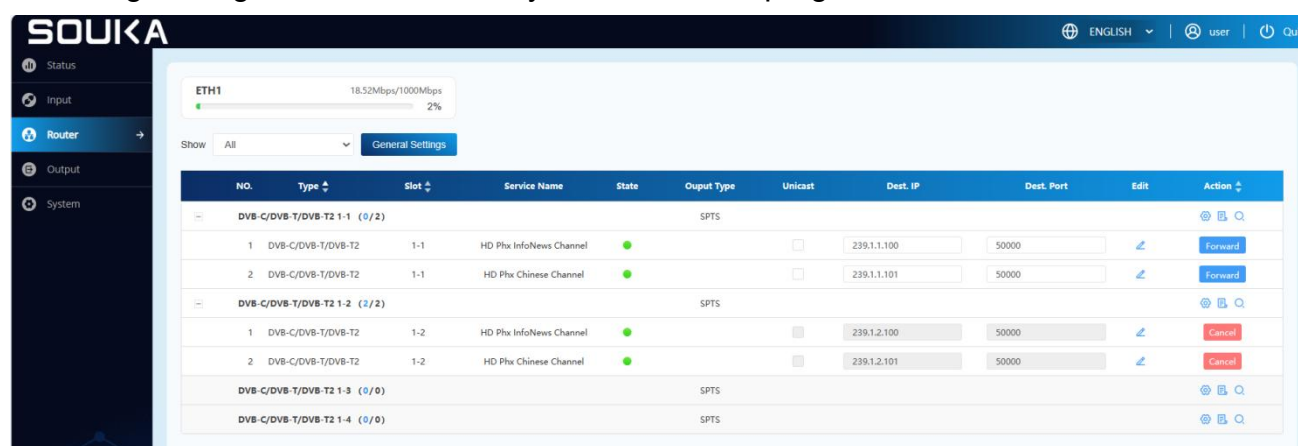 SOUKA
ENGLISH | user | Qu
Status
Input
Router
Output
System
ETH1 18.52Mbps/1000Mbps
2%
Show All General Settings
NO. Type Slot Service Name State Ouput Type Unicast Dest. IP Dest. Port Edit Action
DVB-C/DVB-T/DVB-T2 1-1 (0/2) SPTS
1 DVB-C/DVB-T/DVB-T2 1-1 HD Phx InfoNews Channel 239.1.1.100 50000 Forward
2 DVB-C/DVB-T/DVB-T2 1-1 HD Phx Chinese Channel 239.1.1.101 50000 Forward
DVB-C/DVB-T/DVB-T2 1-2 (2/2) SPTS
1 DVB-C/DVB-T/DVB-T2 1-2 HD Phx InfoNews Channel 239.1.2.100 50000 Cancel
2 DVB-C/DVB-T/DVB-T2 1-2 HD Phx Chinese Channel 239.1.2.101 50000 Cancel
DVB-C/DVB-T/DVB-T2 1-3 (0/0) SPTS
DVB-C/DVB-T/DVB-T2 1-4 (0/0) SPTS